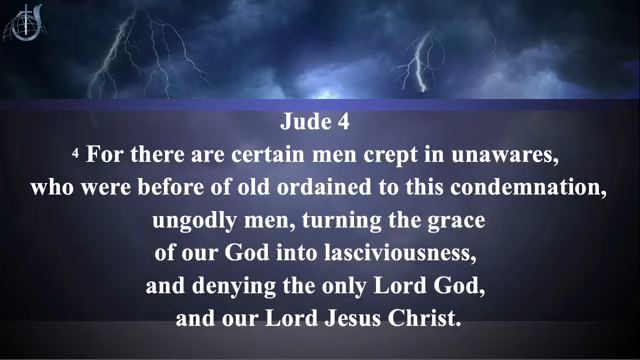 Jude 4
4 For there are certain men crept in unawares,
who were before of old ordained to this condemnation,
ungodly men, turning the grace
of our God into lasciviousness,
and denying the only Lord God,
and our Lord Jesus Christ.